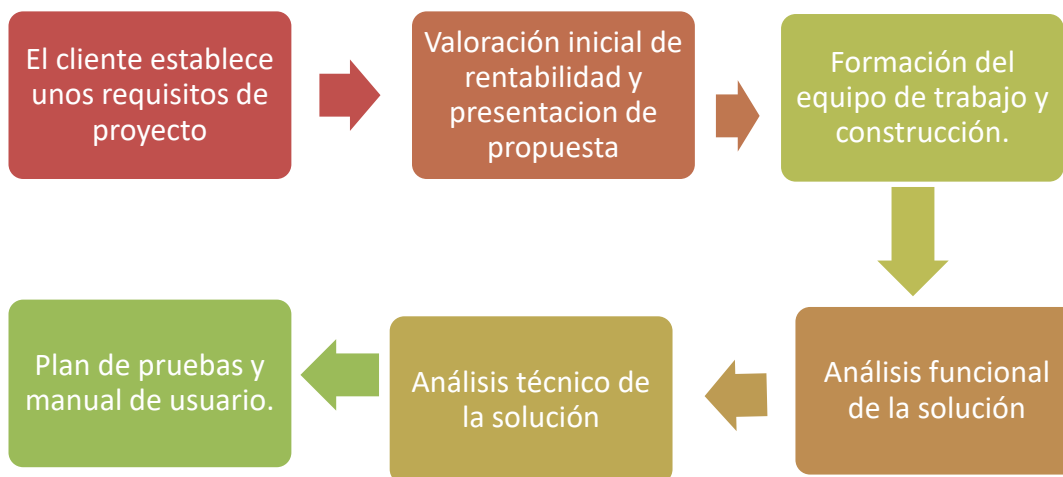 El cliente establece
unos requisitos de
proyecto
Valoración inicial de
rentabilidad y
presentacion de
propuesta
Formación del
equipo de trabajo y
construcción.
Análisis funcional
de la solución
Análisis técnico de
la solución
Plan de pruebas y
manual de usuario.